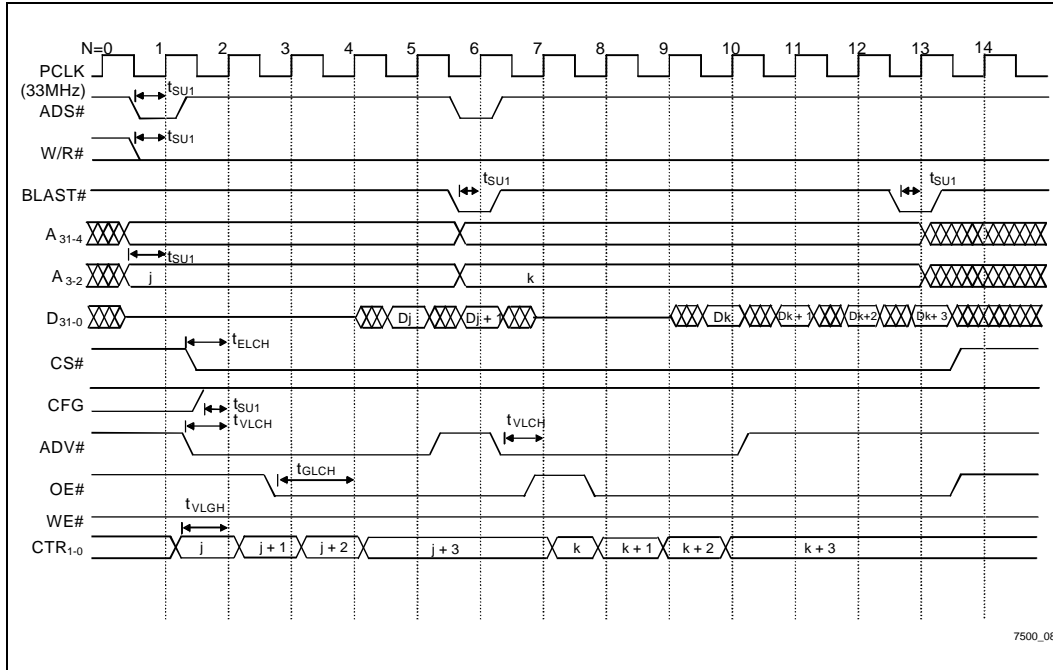 N=0 1 2 3 4 5 6 7 8 9 10 11 12 13 14
PCLK
(33MHz)
ADS#
tSU1
W/R#
tSU1
BLAST#
tSU1 tSU1
A31-4
tSU1
A3-2
j k
D31-0
Dj Dj + 1 Dk Dk + 1 Dk+2 Dk+ 3
tELCH
CS#
CFG
tSU1
tVLCH tVLCH
ADV#
tGLCH
OE#
tVLGH
WE#
CTR1-0
j j + 1 j + 2 j + 3 k k + 1 k + 2 k + 3
7500_08